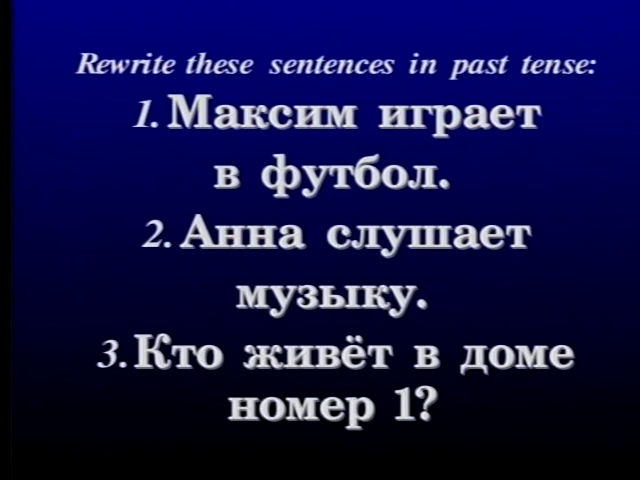 Rewrite these sentences in past tense:
1. Максим играет
в футбол.
2. Анна слушает
музыку.
3. Кто живёт в доме
номер 1?